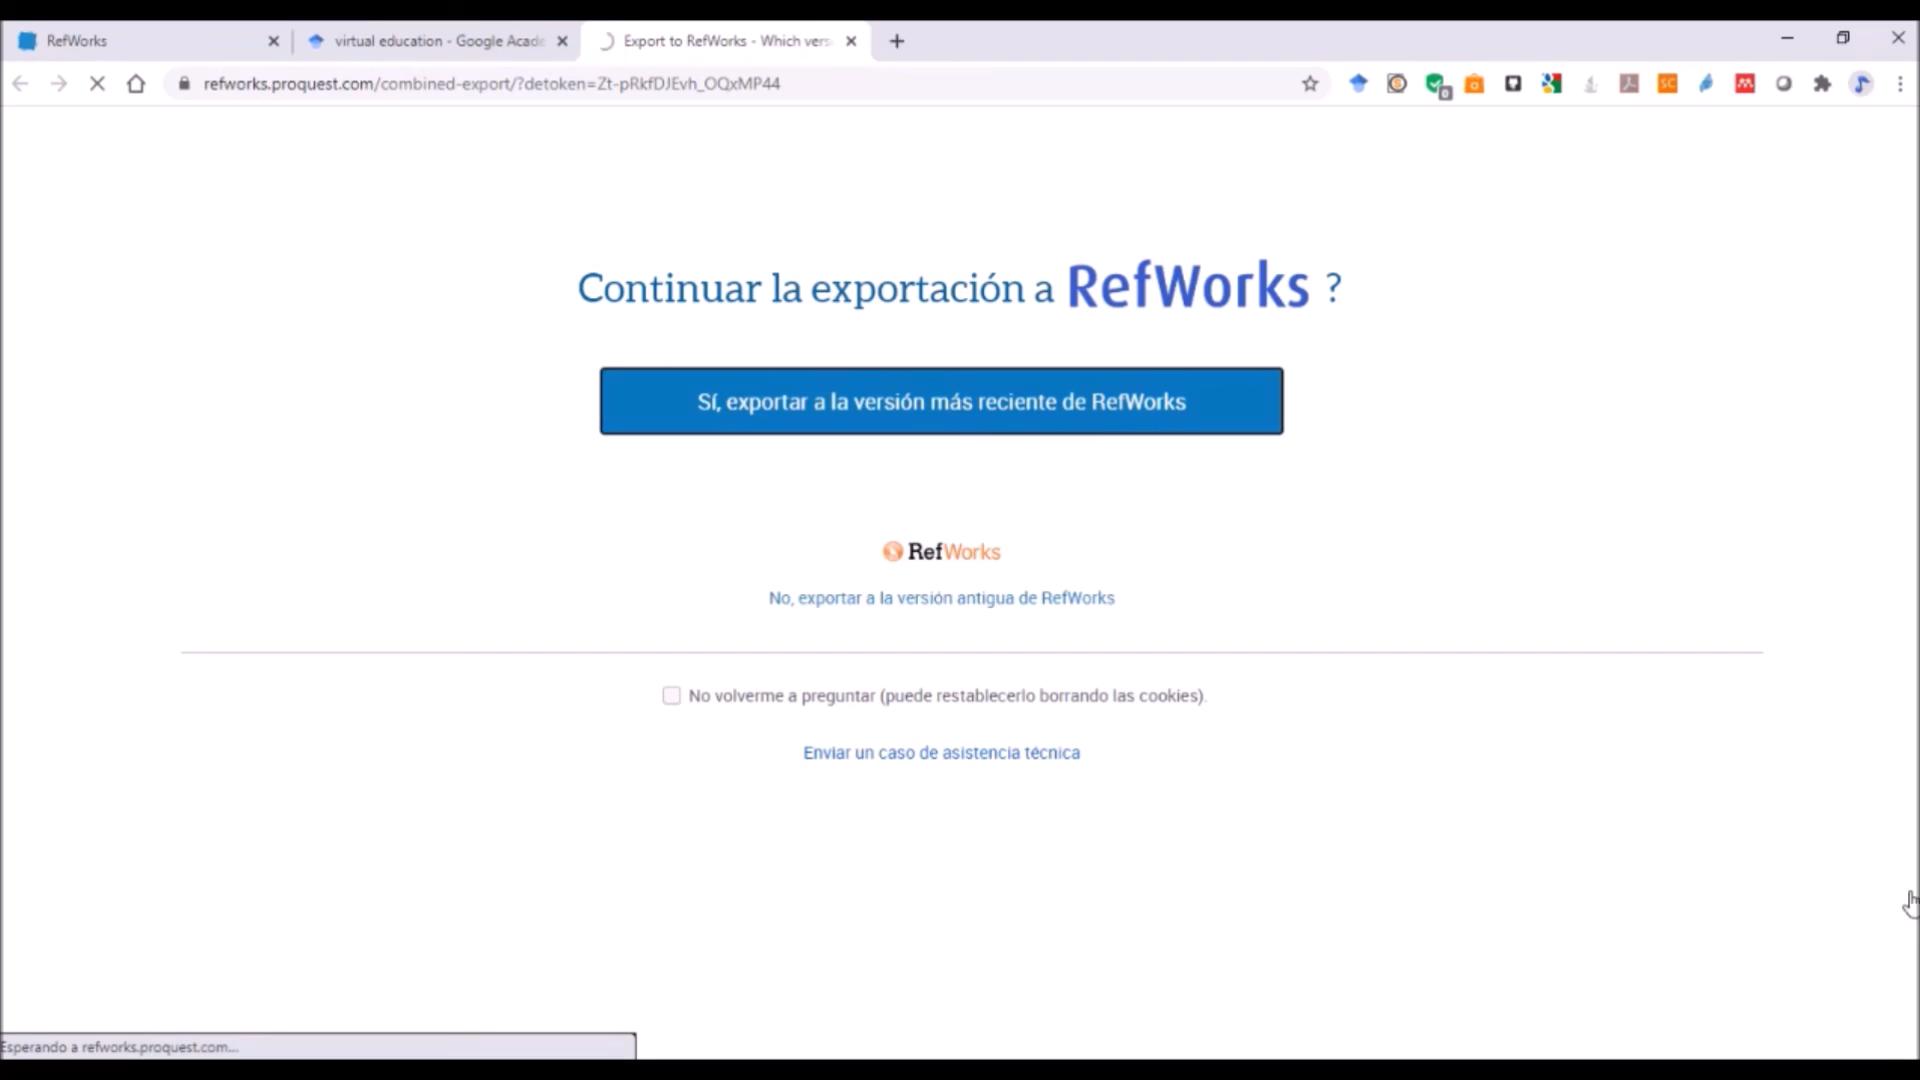 RefWorks
virtual education - Google Acade
Export to RefWorks - Which vers
refworks.proquest.com/combined-export/?detoken=Zt-pRkfDJEvh_OQxMP44
Continuar la exportación a RefWorks ?
Sí, exportar a la versión más reciente de RefWorks
RefWorks
No, exportar a la versión antigua de RefWorks
No volverme a preguntar (puede restablecerlo borrando las cookies).
Enviar un caso de asistencia técnica
Esperando a refworks.proquest.com...